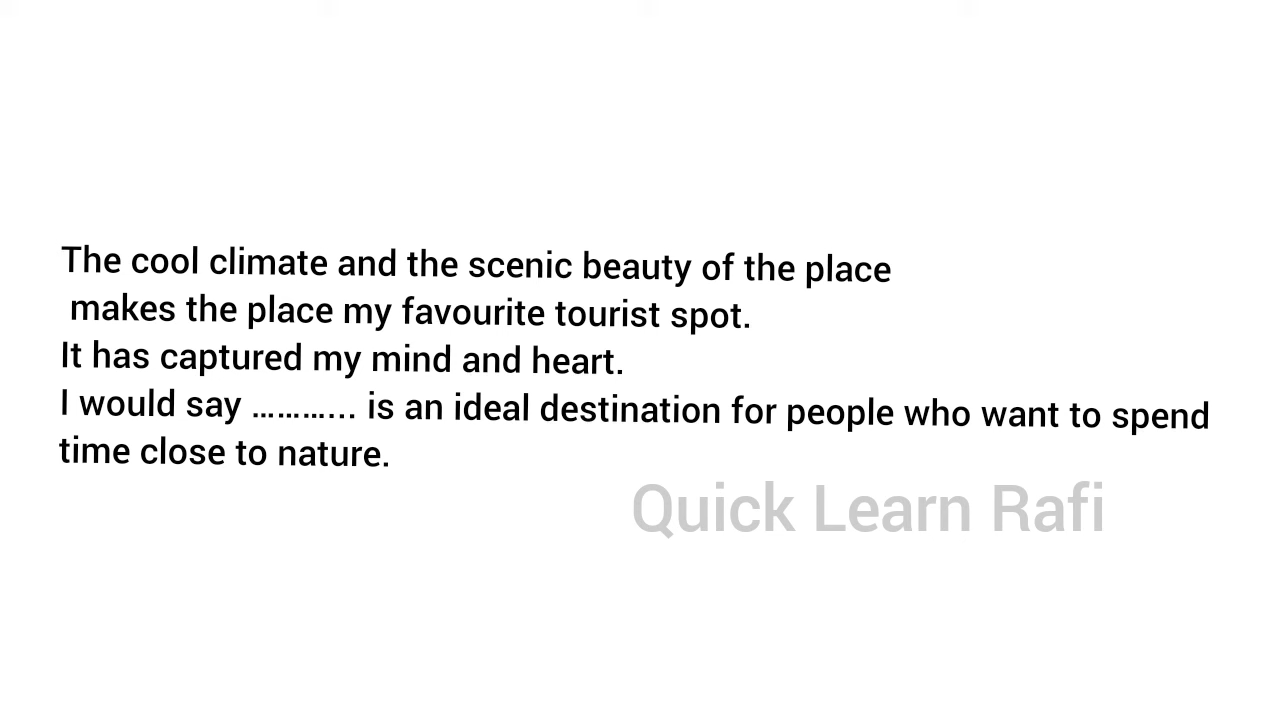 The cool climate and the scenic beauty of the place
makes the place my favourite tourist spot.
It has captured my mind and heart.
I would say ………... is an ideal destination for people who want to spend
time close to nature.
Quick Learn Rafi